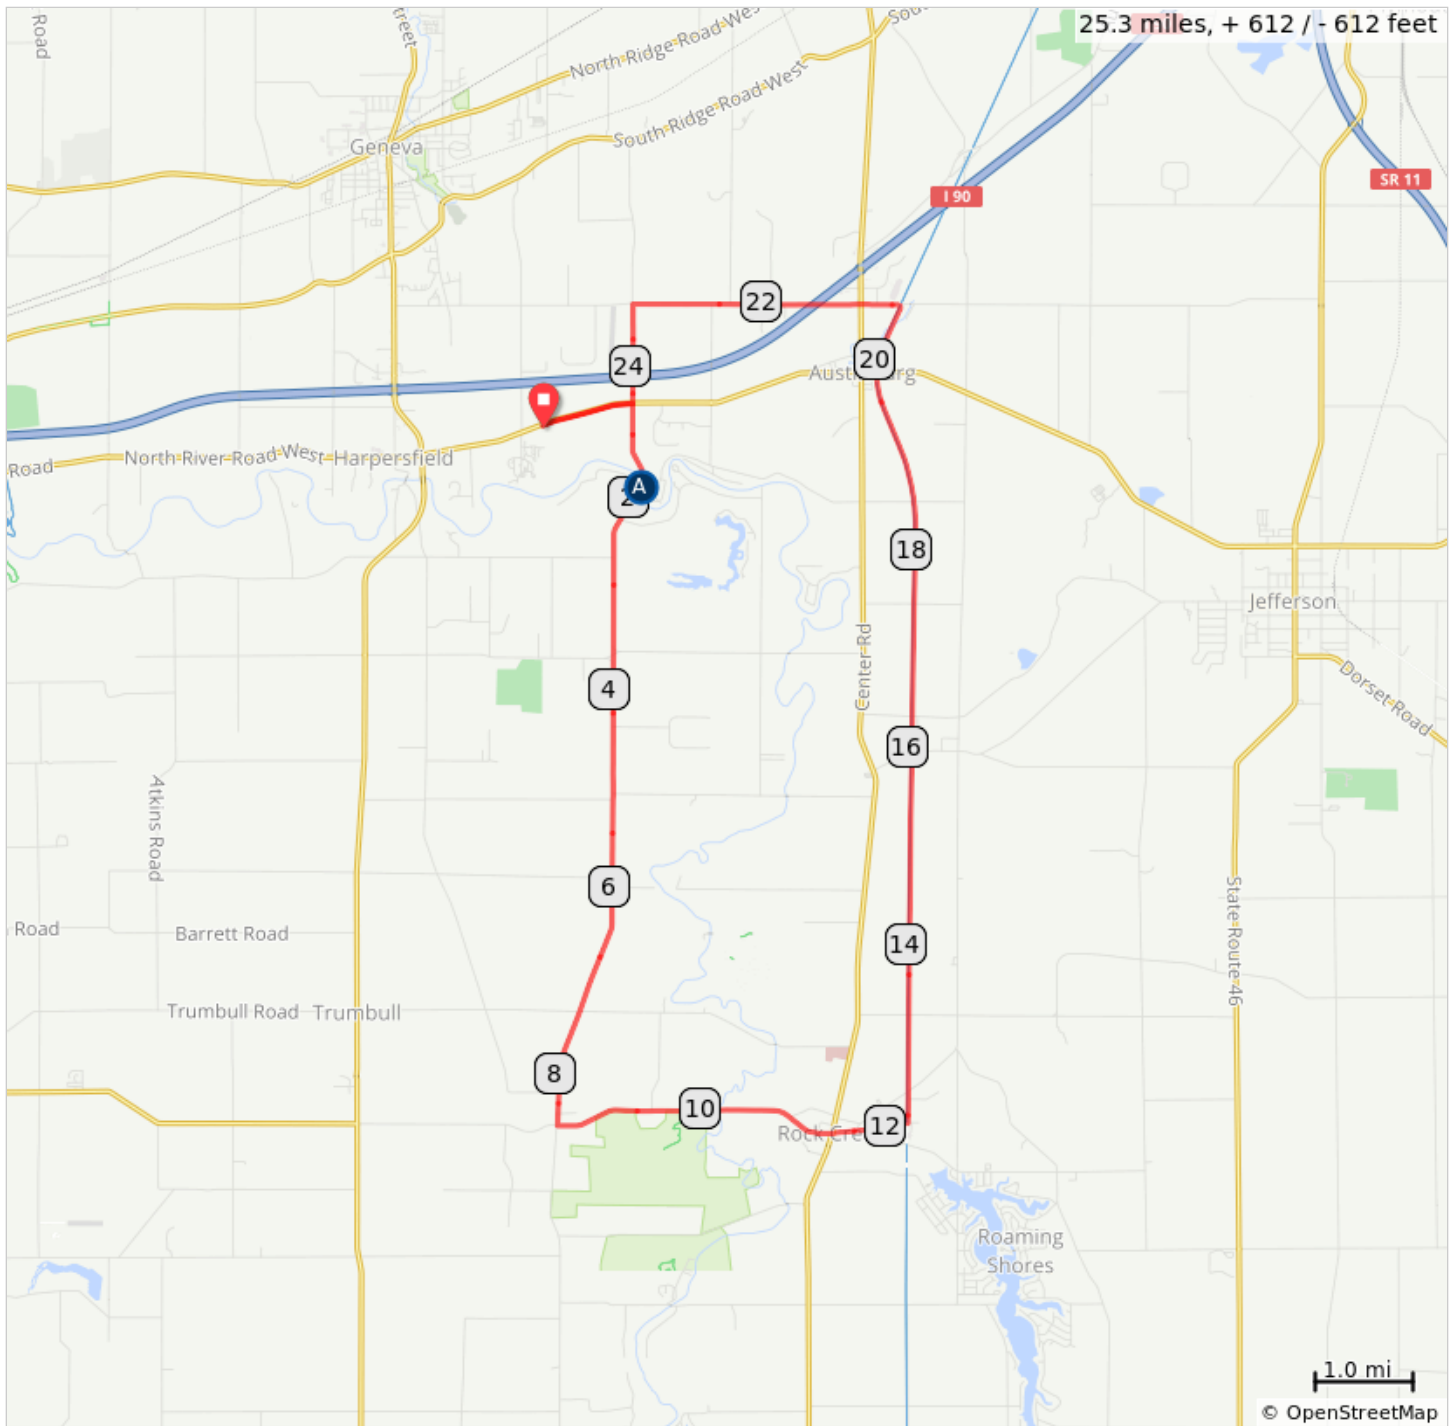 25.3 miles, + 612 / - 612 feet
Road
North Ridge Road West
South Ridge Road West
Geneva
SR 11
I 90
22
24
20
North River Road West
Harpersfield
Road
A
2
18
Jefferson
Center Rd
4
Dorset Road
16
Atkins Road
6
State Route 46
Road
Barrett Road
14
Trumbull Road
Trumbull
8
10
12
Roaming
Shores
1.0 mi
© OpenStreetMap